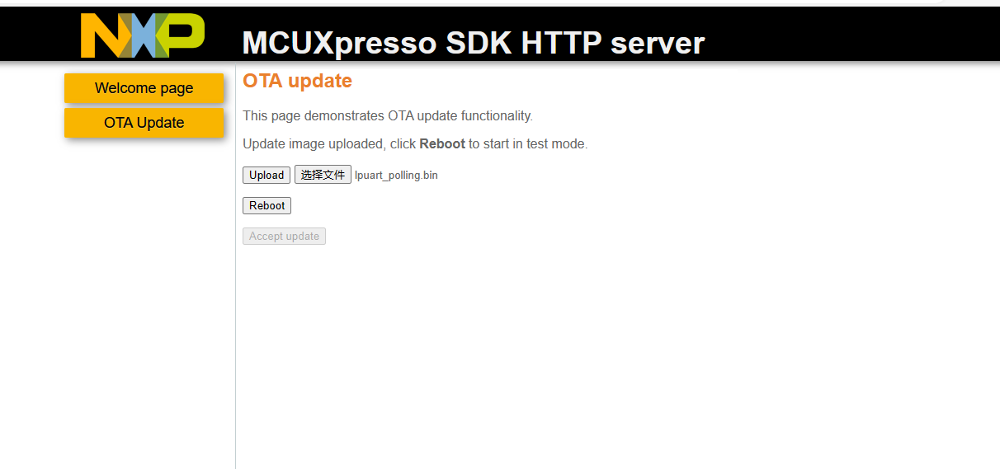 NXP
MCUXpresso SDK HTTP server
Welcome page
OTA Update
OTA update
This page demonstrates OTA update functionality.
Update image uploaded, click Reboot to start in test mode.
Upload 选择文件 lpuart_polling.bin
Reboot
Accept update